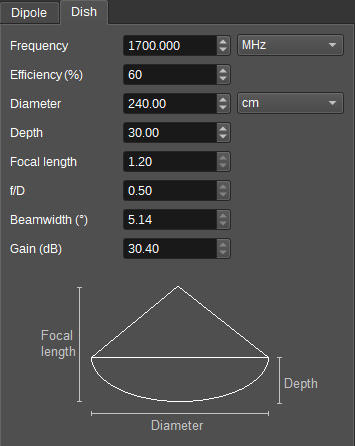 Dipole Dish
Frequency 1700.000 MHz
Efficiency (%) 60
Diameter 240.00 cm
Depth 30.00
Focal length 1.20
f/D 0.50
Beamwidth (°) 5.14
Gain (dB) 30.40
Focal
length
Depth
Diameter